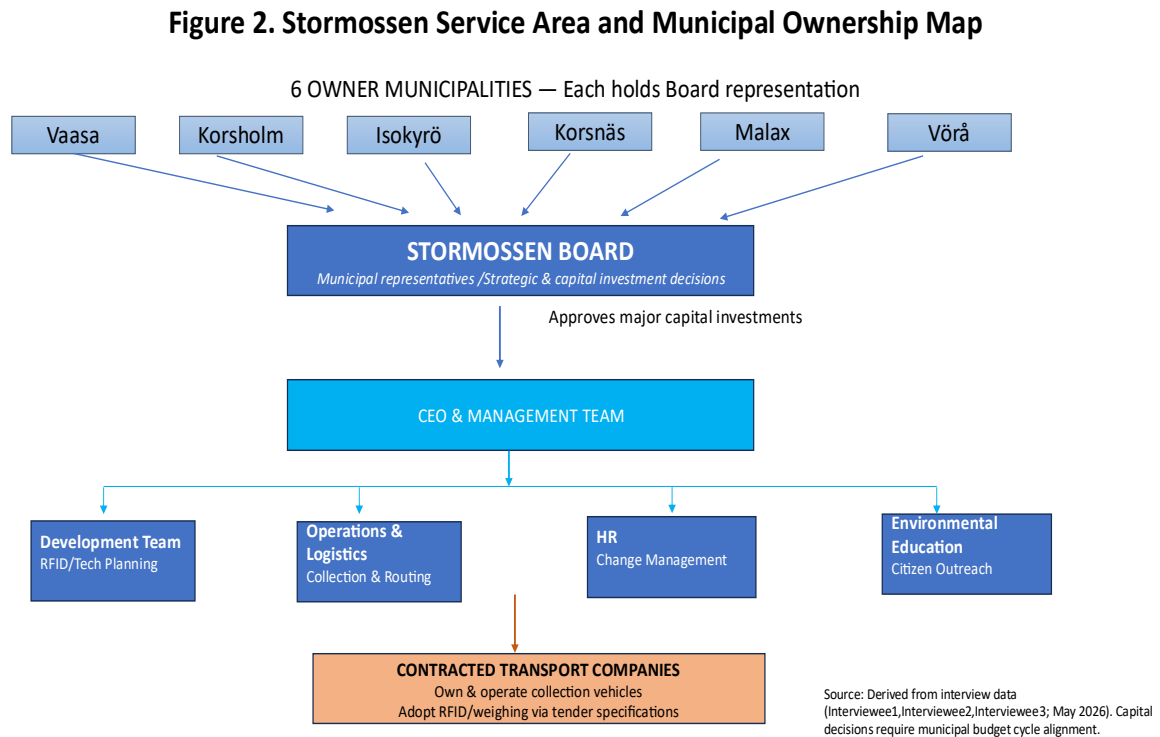 Figure 2. Stormossen Service Area and Municipal Ownership Map
6 OWNER MUNICIPALITIES — Each holds Board representation
Vaasa
Korsholm
Isokyrö
Korsnäs
Malax
Vörå
STORMOSSEN BOARD
Municipal representatives /Strategic & capital investment decisions
Approves major capital investments
CEO & MANAGEMENT TEAM
Development Team
RFID/Tech Planning
Operations &
Logistics
Collection & Routing
HR
Change Management
Environmental
Education
Citizen Outreach
CONTRACTED TRANSPORT COMPANIES
Own & operate collection vehicles
Adopt RFID/weighing via tender specifications
Source: Derived from interview data
(Interviewee1,Interviewee2,Interviewee3; May 2026). Capital
decisions require municipal budget cycle alignment.